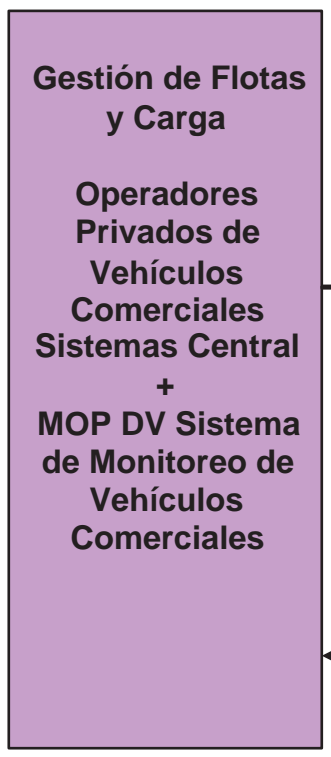 Gestión de Flotas
y Carga
Operadores
Privados de
Vehículos
Comerciales
Sistemas Central
+
MOP DV Sistema
de Monitoreo de
Vehículos
Comerciales